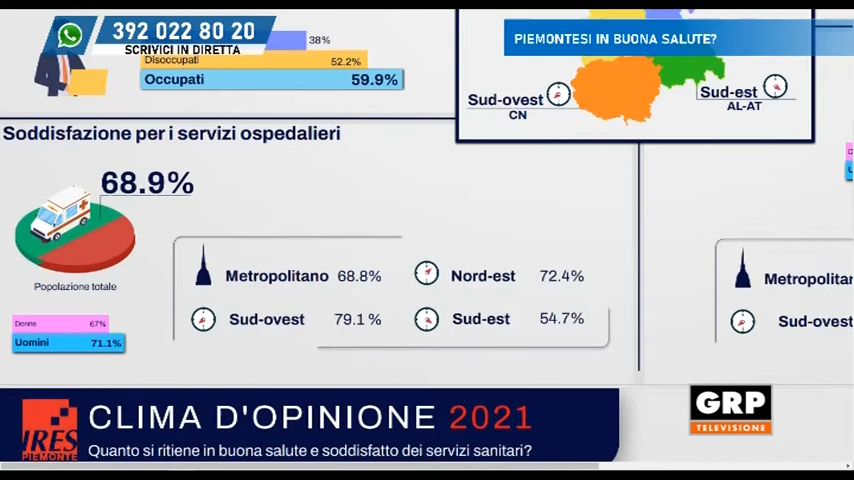 392 022 80 20
SCRIVICI IN DIRETTA
PIEMONTESI IN BUONA SALUTE?
38%
Disoccupati 52.2%
Occupati 59.9%
Sud-ovest
CN
Sud-est
AL-AT
Soddisfazione per i servizi ospedalieri
68.9%
Popolazione totale
Donne 67%
Uomini 71.1%
Metropolitano 68.8%
Nord-est 72.4%
Sud-ovest 79.1%
Sud-est 54.7%
Metropolitan
Sud-ovest
IRES
PIEMONTE
CLIMA D'OPINIONE 2021
Quanto si ritiene in buona salute e soddisfatto dei servizi sanitari?
GRP
TELEVISIONE